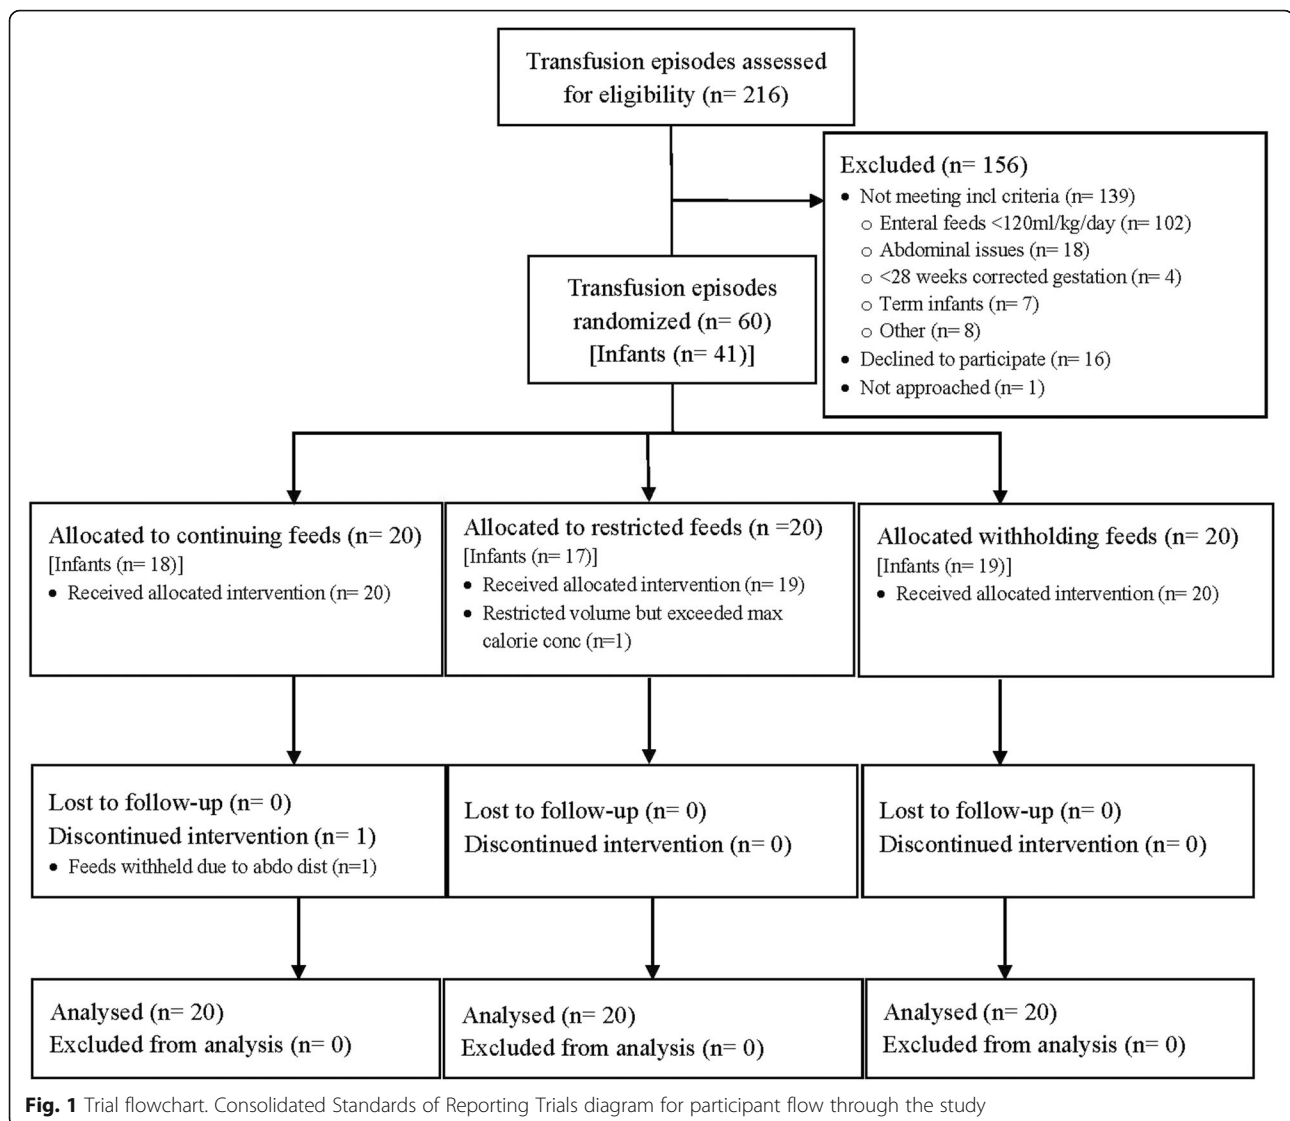 Transfusion episodes assessed
for eligibility (n= 216)
Excluded (n= 156)
• Not meeting incl criteria (n= 139)
o Enteral feeds <120ml/kg/day (n= 102)
o Abdominal issues (n= 18)
o <28 weeks corrected gestation (n= 4)
o Term infants (n= 7)
o Other (n= 8)
• Declined to participate (n= 16)
• Not approached (n= 1)
Transfusion episodes
randomized (n= 60)
[Infants (n= 41)]
Allocated to continuing feeds (n= 20)
[Infants (n= 18)]
• Received allocated intervention (n= 20)
Allocated to restricted feeds (n =20)
[Infants (n= 17)]
• Received allocated intervention (n= 19)
• Restricted volume but exceeded max
calorie conc (n=1)
Allocated withholding feeds (n= 20)
[Infants (n= 19)]
• Received allocated intervention (n= 20)
Lost to follow-up (n= 0)
Discontinued intervention (n= 1)
• Feeds withheld due to abdo dist (n=1)
Lost to follow-up (n= 0)
Discontinued intervention (n= 0)
Lost to follow-up (n= 0)
Discontinued intervention (n= 0)
Analysed (n= 20)
Excluded from analysis (n= 0)
Analysed (n= 20)
Excluded from analysis (n= 0)
Analysed (n= 20)
Excluded from analysis (n= 0)
Fig. 1 Trial flowchart. Consolidated Standards of Reporting Trials diagram for participant flow through the study